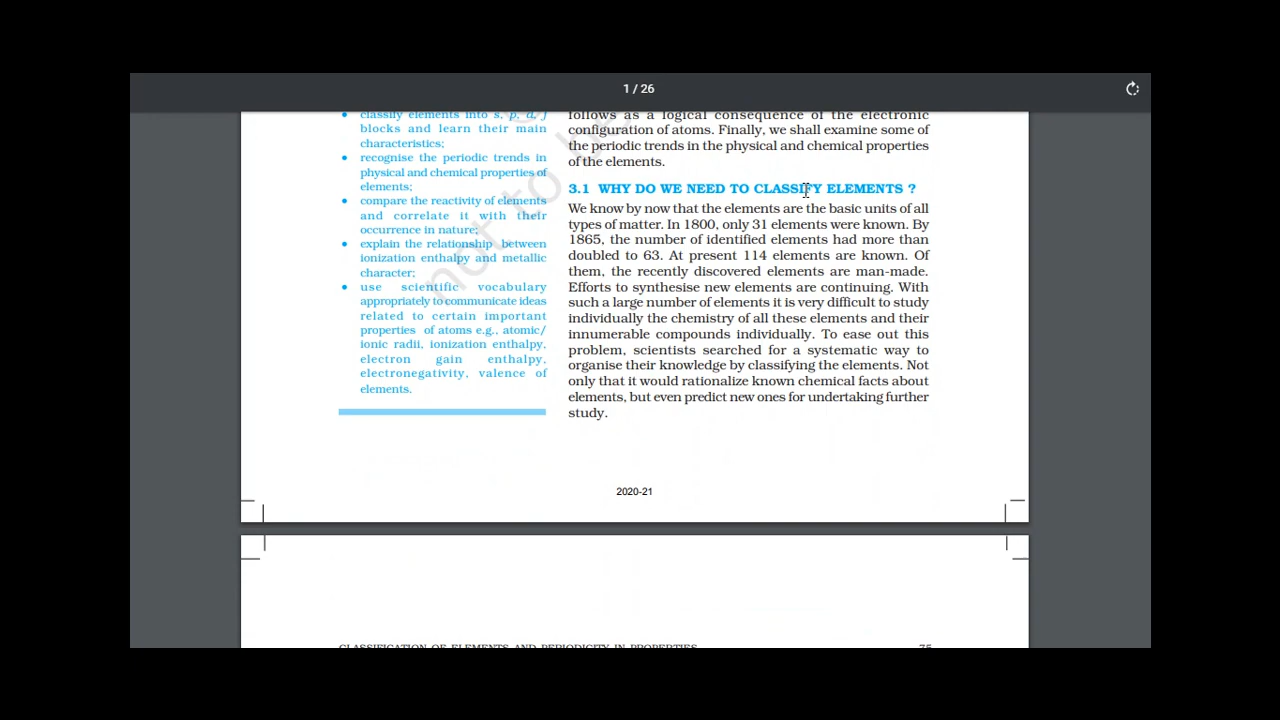 1 / 26
classify elements into s, p, d, f
blocks and learn their main
characteristics;
• recognise the periodic trends in
physical and chemical properties of
elements;
• compare the reactivity of elements
and correlate it with their
occurrence in nature;
• explain the relationship between
ionization enthalpy and metallic
character;
• use scientific vocabulary
appropriately to communicate ideas
related to certain important
properties of atoms e.g., atomic/
ionic radii, ionization enthalpy,
electron gain enthalpy,
electronegativity, valence of
elements.
follows as a logical consequence of the electronic
configuration of atoms. Finally, we shall examine some of
the periodic trends in the physical and chemical properties
of the elements.
3.1 WHY DO WE NEED TO CLASSIFY ELEMENTS ?
We know by now that the elements are the basic units of all
types of matter. In 1800, only 31 elements were known. By
1865, the number of identified elements had more than
doubled to 63. At present 114 elements are known. Of
them, the recently discovered elements are man-made.
Efforts to synthesise new elements are continuing. With
such a large number of elements it is very difficult to study
individually the chemistry of all these elements and their
innumerable compounds individually. To ease out this
problem, scientists searched for a systematic way to
organise their knowledge by classifying the elements. Not
only that it would rationalize known chemical facts about
elements, but even predict new ones for undertaking further
study.
not to be
2020-21
CLASSIFICATION OF ELEMENTS AND PERIODICITY IN PROPERTIES 75